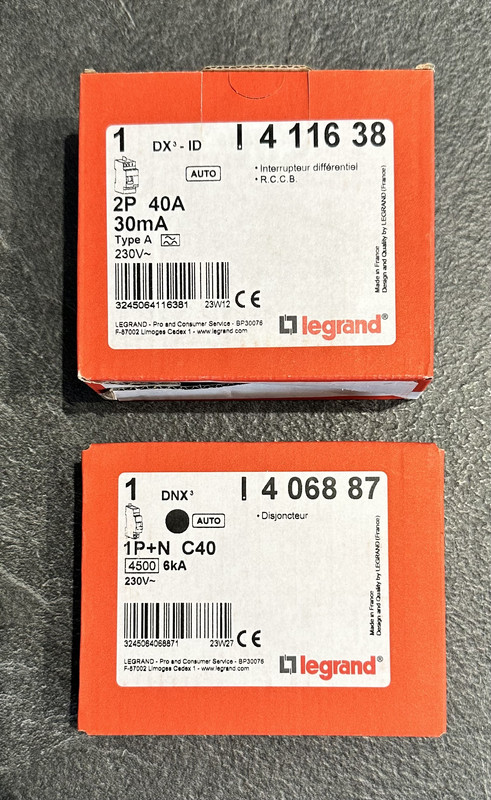 1 DX³ - ID 4 116 38
AUTO
• Interrupteur différentiel
• R.C.C.B.
2P 40A
30mA
Type A
230V~
3245064116381 23W12 CE
LEGRAND - Pro and Consumer Service - BP30076
F-87002 Limoges Cedex 1 - www.legrand.com
legrand®
Made in France
Design and Quality by LEGRAND (France)
1 DNX³ 4 068 87
AUTO
• Disjoncteur
1P+N C40
4500 6kA
230V~
3245064068871 23W27 CE
LEGRAND - Pro and Consumer Service - BP30076
F-87002 Limoges Cedex 1 - www.legrand.com
legrand®
Made in France
Design and Quality by LEGRAND (France)